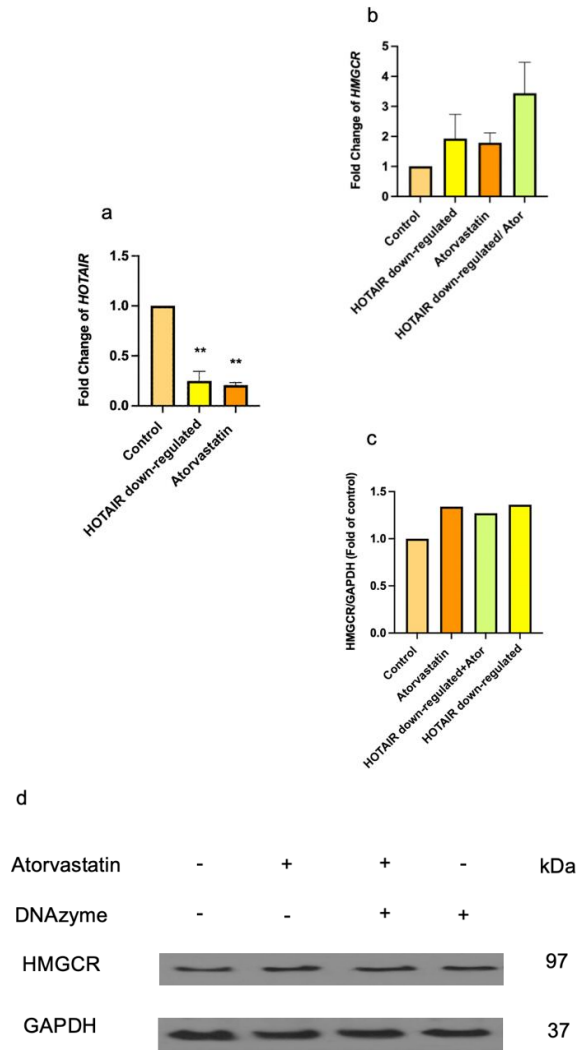 b
Fold Change of HMGCR
5
4
3
2
1
0
Control
HOTAIR down-regulated
Atorvastatin
HOTAIR down-regulated/ Ator
a
Fold Change of HOTAIR
1.5
1.0
0.5
0.0
**
**
Control
HOTAIR down-regulated
Atorvastatin
c
HMGCR/GAPDH (Fold of control)
1.5
1.0
0.5
0.0
Control
Atorvastatin
HOTAIR down-regulated+Ator
HOTAIR down-regulated
d
Atorvastatin - + + - kDa
DNAzyme - - + +
HMGCR 97
GAPDH 37